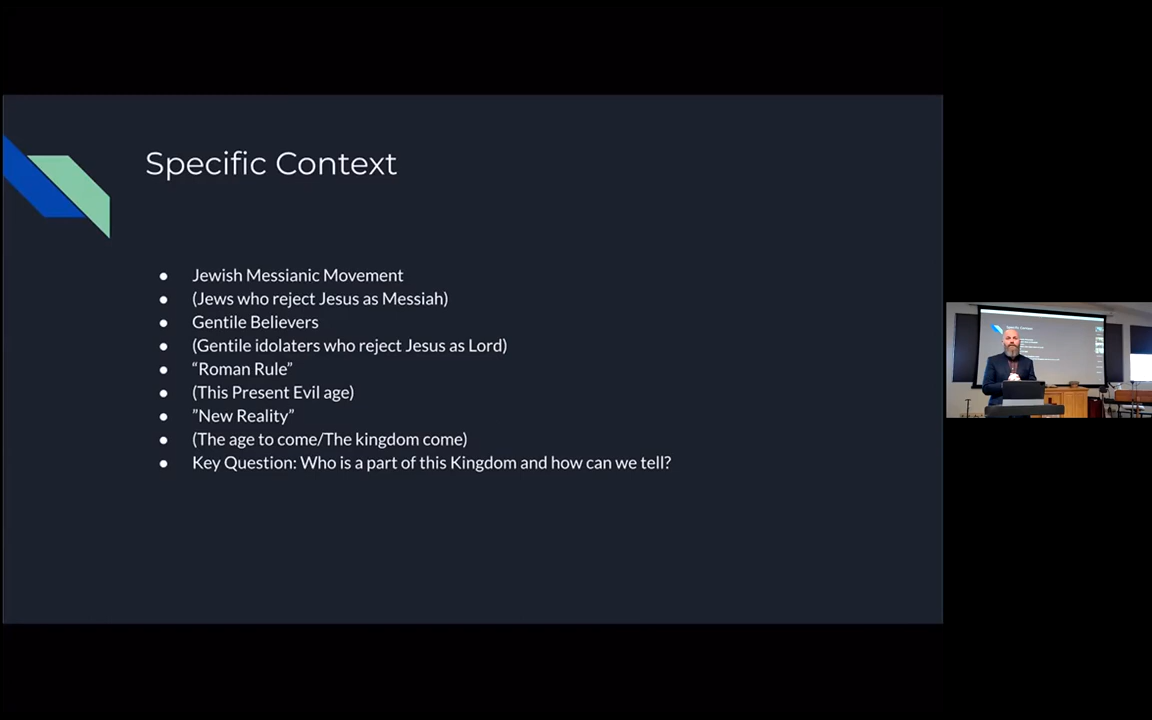 Specific Context
● Jewish Messianic Movement
● (Jews who reject Jesus as Messiah)
● Gentile Believers
● (Gentile idolaters who reject Jesus as Lord)
● “Roman Rule”
● (This Present Evil age)
● ”New Reality”
● (The age to come/The kingdom come)
● Key Question: Who is a part of this Kingdom and how can we tell?
Specific Context